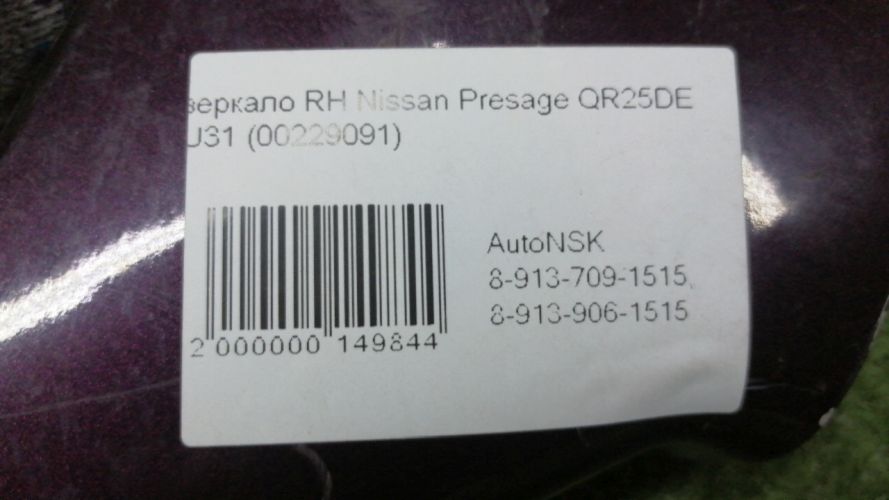 зеркало RH Nissan Presage QR25DE
U31 (00229091)
AutoNSK
8-913-709-1515,
8-913-906-1515
2 000000 149844